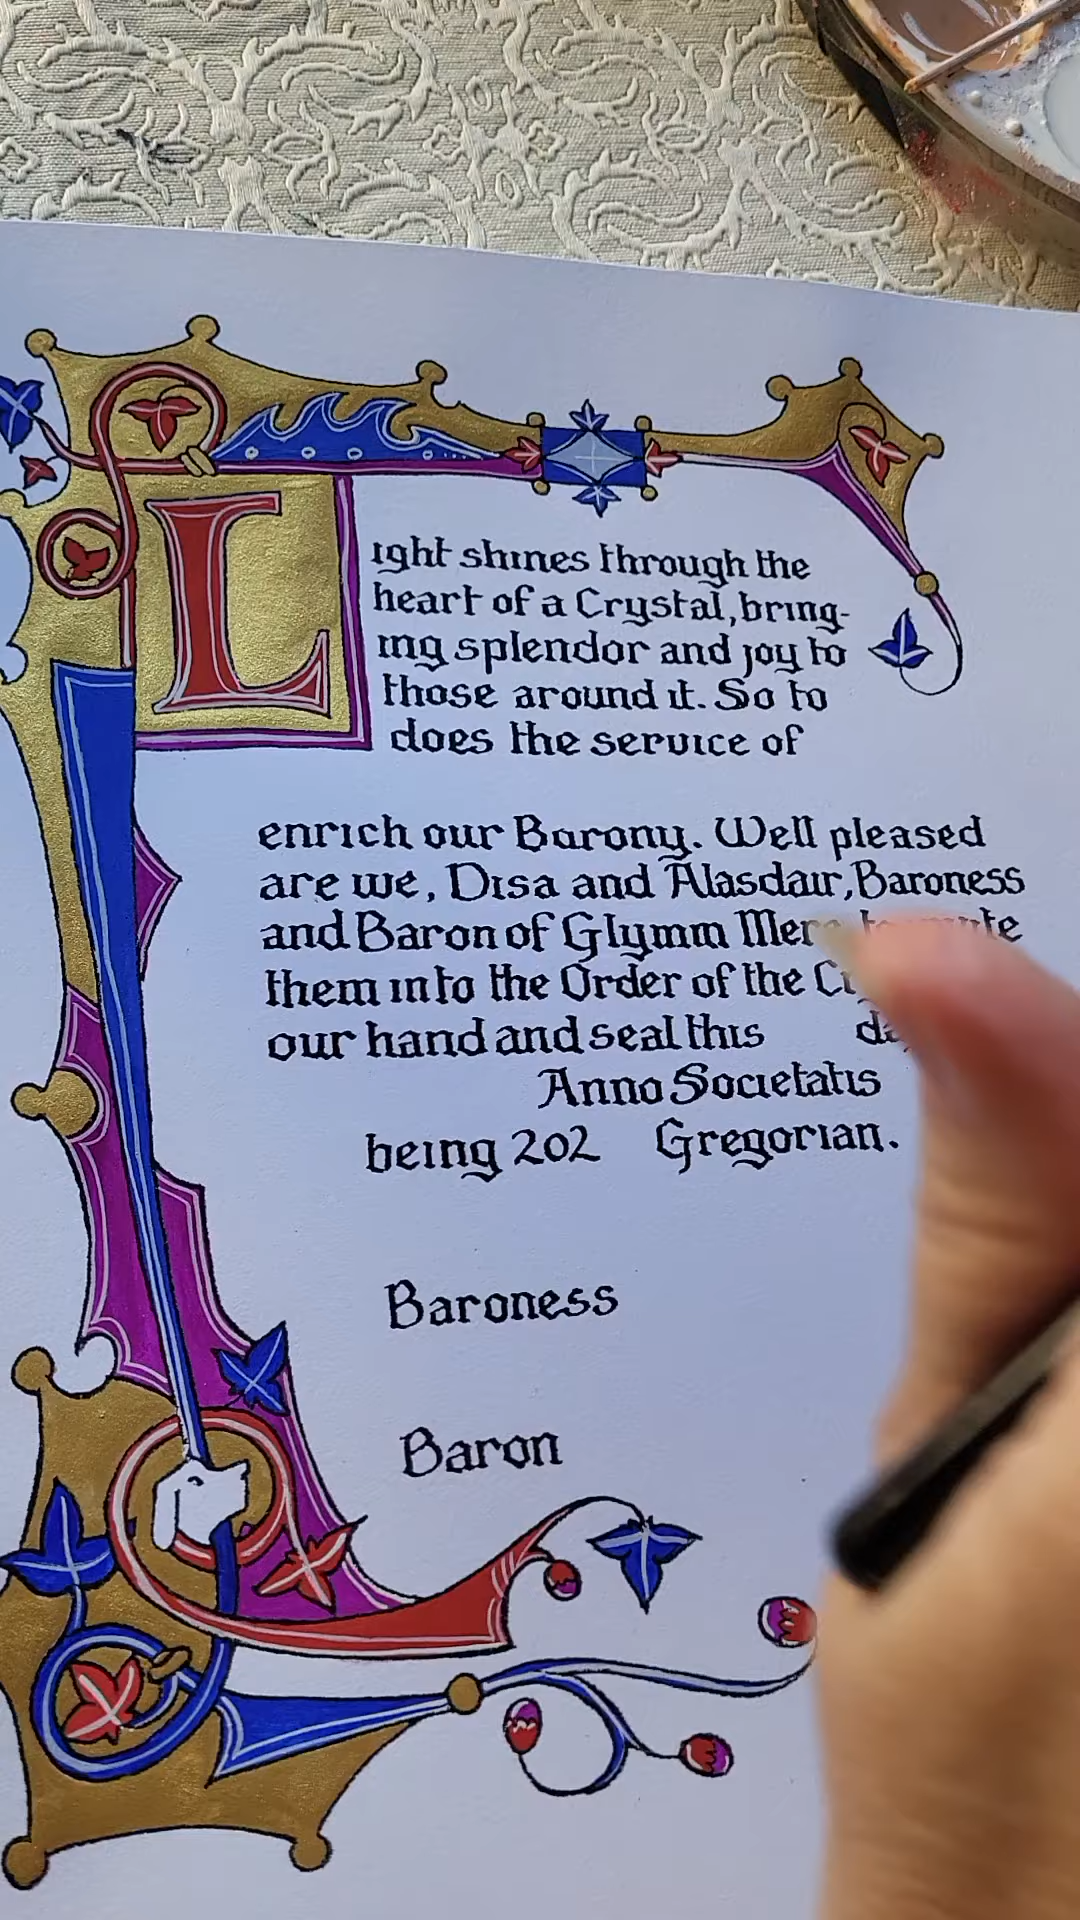 Light shines through the
heart of a Crystal, bring-
ing splendor and joy to
those around it. So to
does the service of
enrich our Barony. Well pleased
are we, Disa and Alasdair, Baroness
and Baron of Glymm Mere to
them into the Order of the
our hand and seal this
Anno Societatis
being 202 Gregorian.
Baroness
Baron